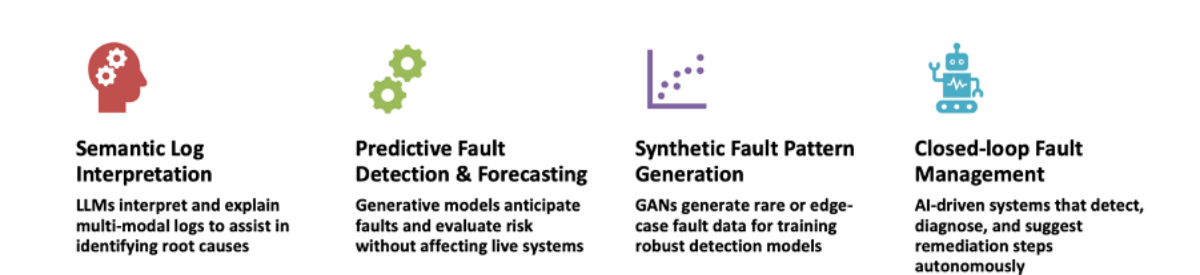 Semantic Log
Interpretation
LLMs interpret and explain
multi-modal logs to assist in
identifying root causes
Predictive Fault
Detection & Forecasting
Generative models anticipate
faults and evaluate risk
without affecting live systems
Synthetic Fault Pattern
Generation
GANs generate rare or edge-
case fault data for training
robust detection models
Closed-loop Fault
Management
AI-driven systems that detect,
diagnose, and suggest
remediation steps
autonomously